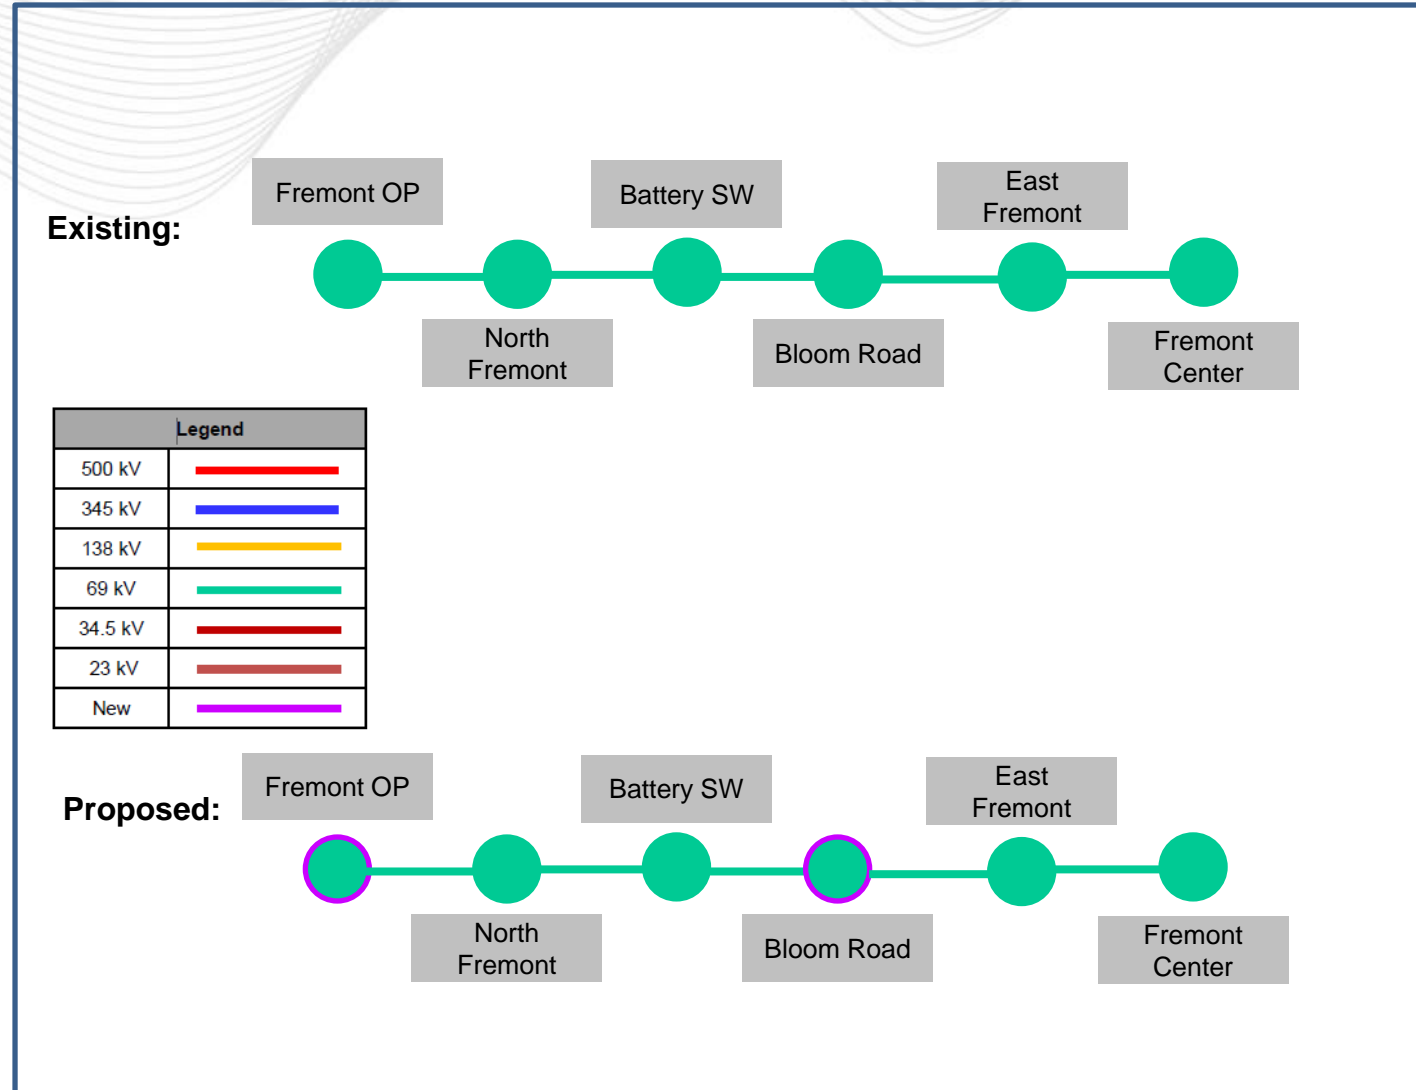 Fremont OP
Battery SW
East
Fremont
Existing:
North
Fremont
Bloom Road
Fremont
Center
Legend
500 kV
345 kV
138 kV
69 kV
34.5 kV
23 kV
New
Fremont OP
Battery SW
East
Fremont
Proposed:
North
Fremont
Bloom Road
Fremont
Center